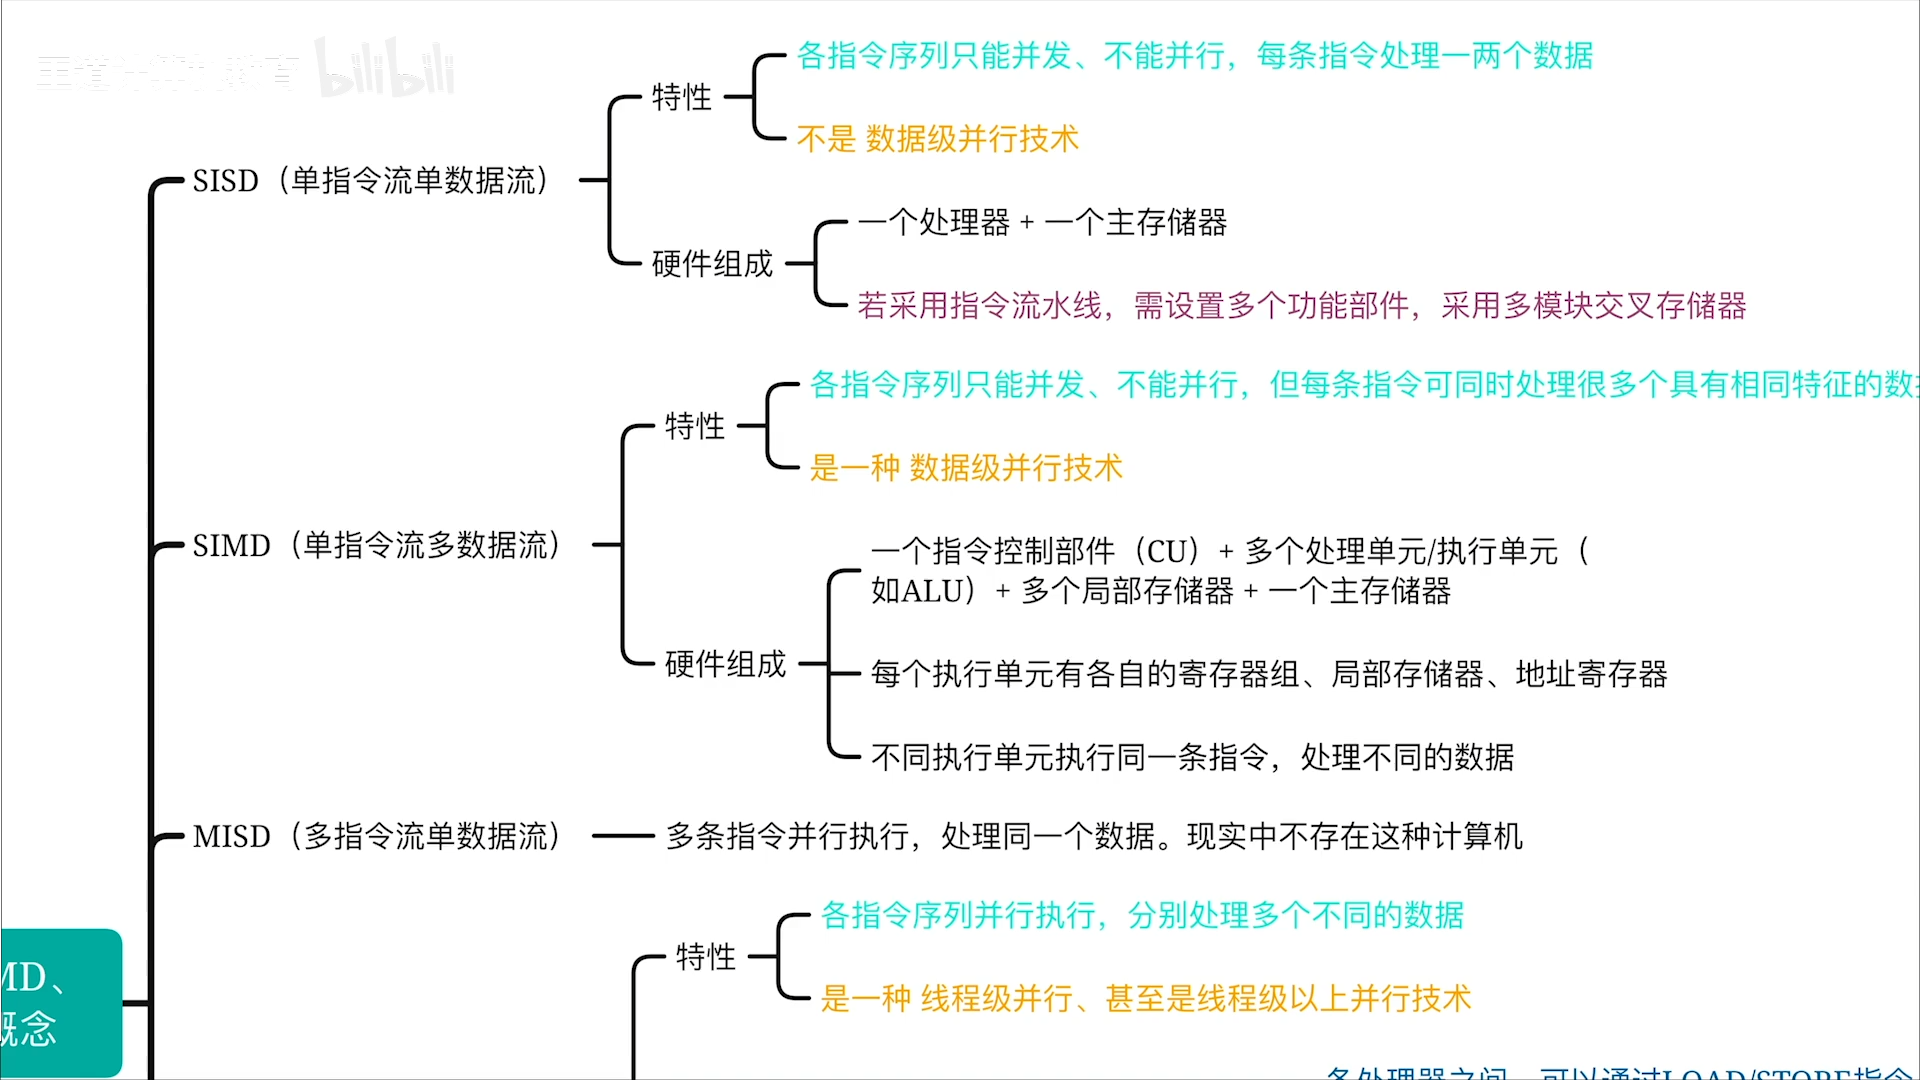 王道计算机教育 bilibili
各指令序列只能并发、不能并行，每条指令处理一两个数据
特性
不是 数据级并行技术
SISD（单指令流单数据流）
一个处理器 + 一个主存储器
硬件组成
若采用指令流水线，需设置多个功能部件，采用多模块交叉存储器
各指令序列只能并发、不能并行，但每条指令可同时处理很多个具有相同特征的数
特性
是一种 数据级并行技术
SIMD（单指令流多数据流）
一个指令控制部件（CU）+ 多个处理单元/执行单元（
如ALU）+ 多个局部存储器 + 一个主存储器
硬件组成
每个执行单元有各自的寄存器组、局部存储器、地址寄存器
不同执行单元执行同一条指令，处理不同的数据
MISD（多指令流单数据流）
多条指令并行执行，处理同一个数据。现实中不存在这种计算机
各指令序列并行执行，分别处理多个不同的数据
特性
是一种 线程级并行、甚至是线程级以上并行技术
MD、
概念
各处理器之间，可以通过LOAD/STORE指令